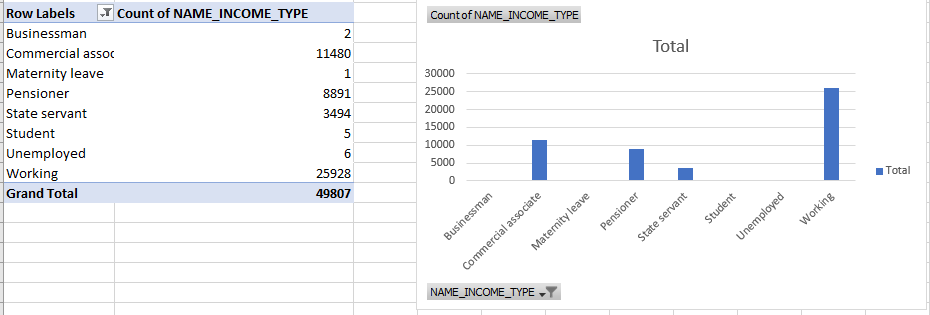 Row Labels Count of NAME_INCOME_TYPE
Businessman 2
Commercial assoc 11480
Maternity leave 1
Pensioner 8891
State servant 3494
Student 5
Unemployed 6
Working 25928
Grand Total 49807
Count of NAME_INCOME_TYPE
Total
30000
25000
20000
15000
10000
5000
0
Businessman
Commercial associate
Maternity leave
Pensioner
State servant
Student
Unemployed
Working
Total
NAME_INCOME_TYPE